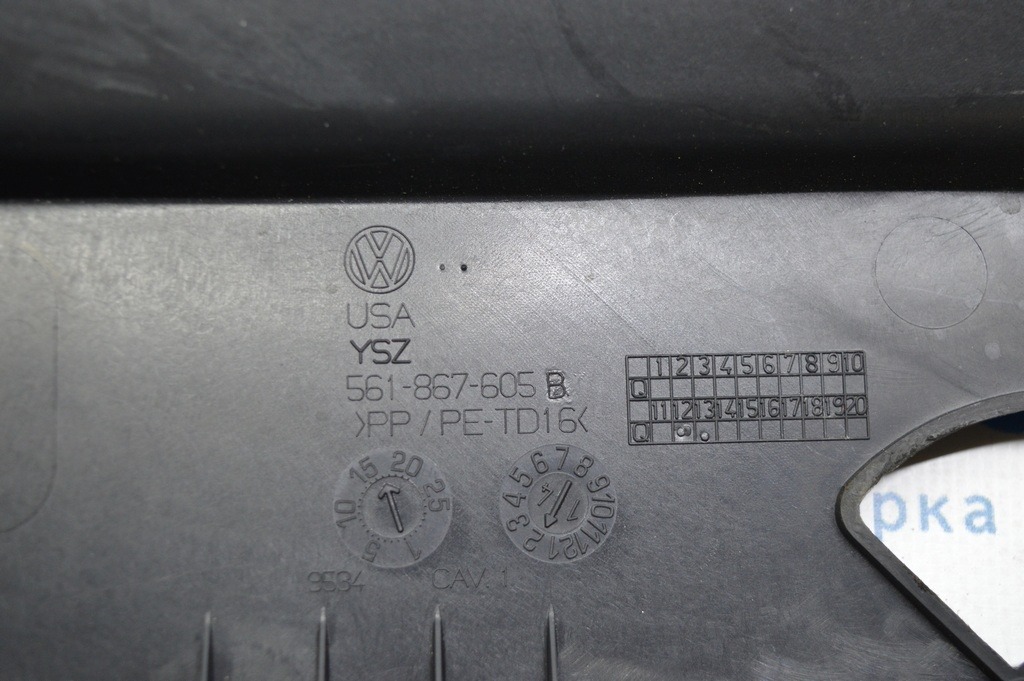 VW
USA
YSZ
561-867-605 B
>PP/PE-TD16<
1 2 3 4 5 6 7 8 9 10
Q
11 12 13 14 15 16 17 18 19 20
Q
1 5 10 15 20 25
1 2 3 4 5 6 7 8 9 10 11 12
CAV. 1
рка